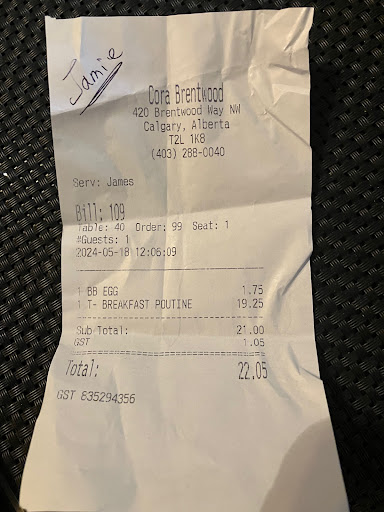 Jamie
Cora Brentwood
420 Brentwood Way NW
Calgary, Alberta
T2L 1K8
(403) 288-0040
Serv: James
Bill: 109
Table: 40 Order: 99 Seat: 1
#Guests: 1
2024-05-18 12:06:09
1 BB EGG 1.75
1 T- BREAKFAST POUTINE 19.25
Sub Total: 21.00
GST 1.05
Total: 22.05
GST 835294356